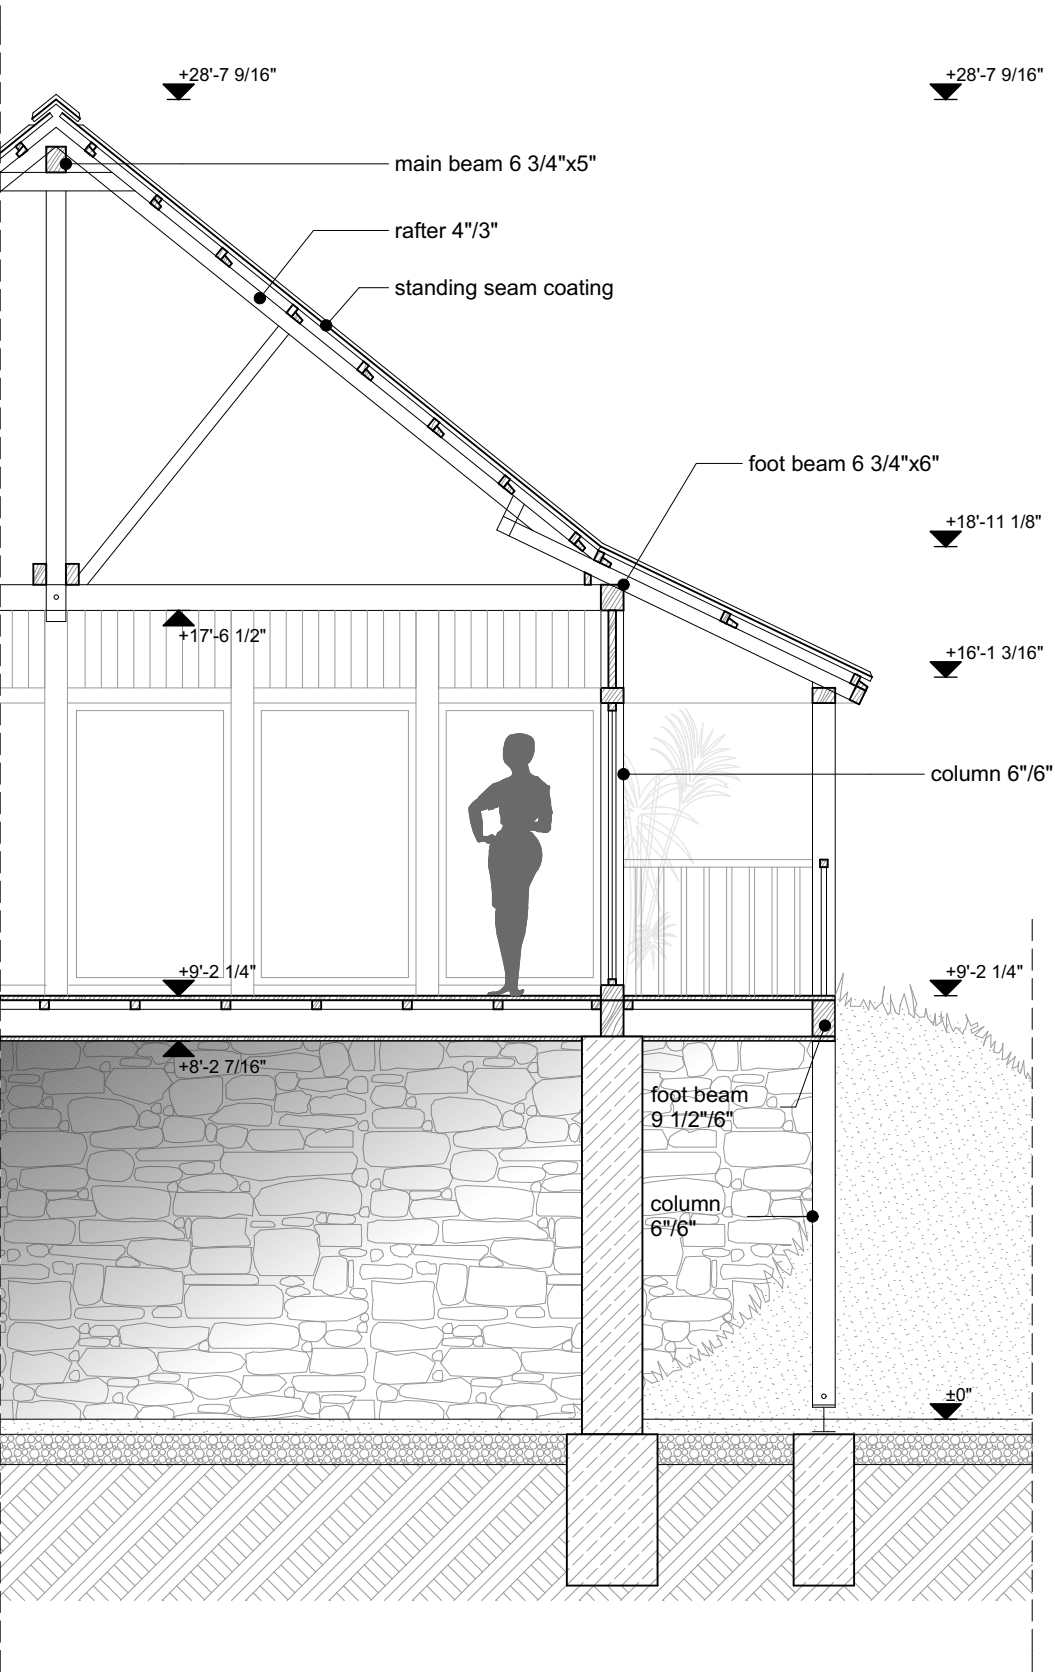 +28'-7 9/16"
+28'-7 9/16"
main beam 6 3/4"x5"
rafter 4"/3"
standing seam coating
foot beam 6 3/4"x6"
+18'-11 1/8"
+17'-6 1/2"
+16'-1 3/16"
column 6"/6"
+9'-2 1/4"
+9'-2 1/4"
+8'-2 7/16"
foot beam
9 1/2"/6"
column
6"/6"
±0"